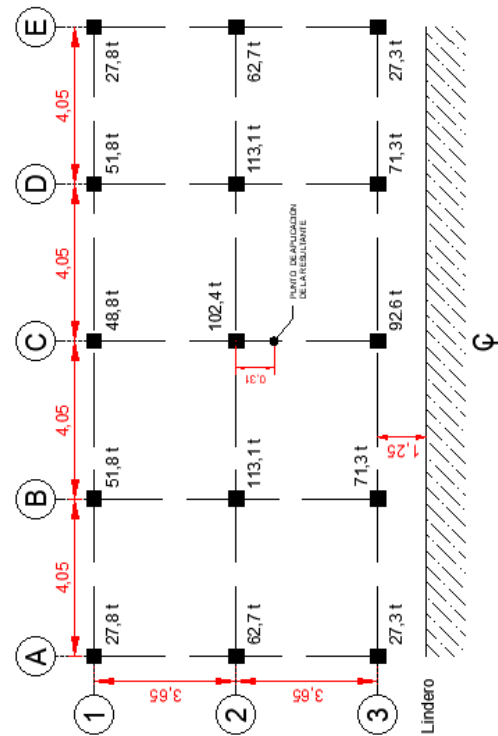 A B C D E
4,05 4,05 4,05 4,05
1
27,8 t 51,8 t 48,8 t 51,8 t 27,8 t
3,65
2
62,7 t 113,1 t 102,4 t 113,1 t 62,7 t
0,31
PUNTO DE APLICACIÓN
DE LA RESULTANTE
3,65
3
27,3 t 71,3 t 92,6 t 71,3 t 27,3 t
1,25
Lindero
℄